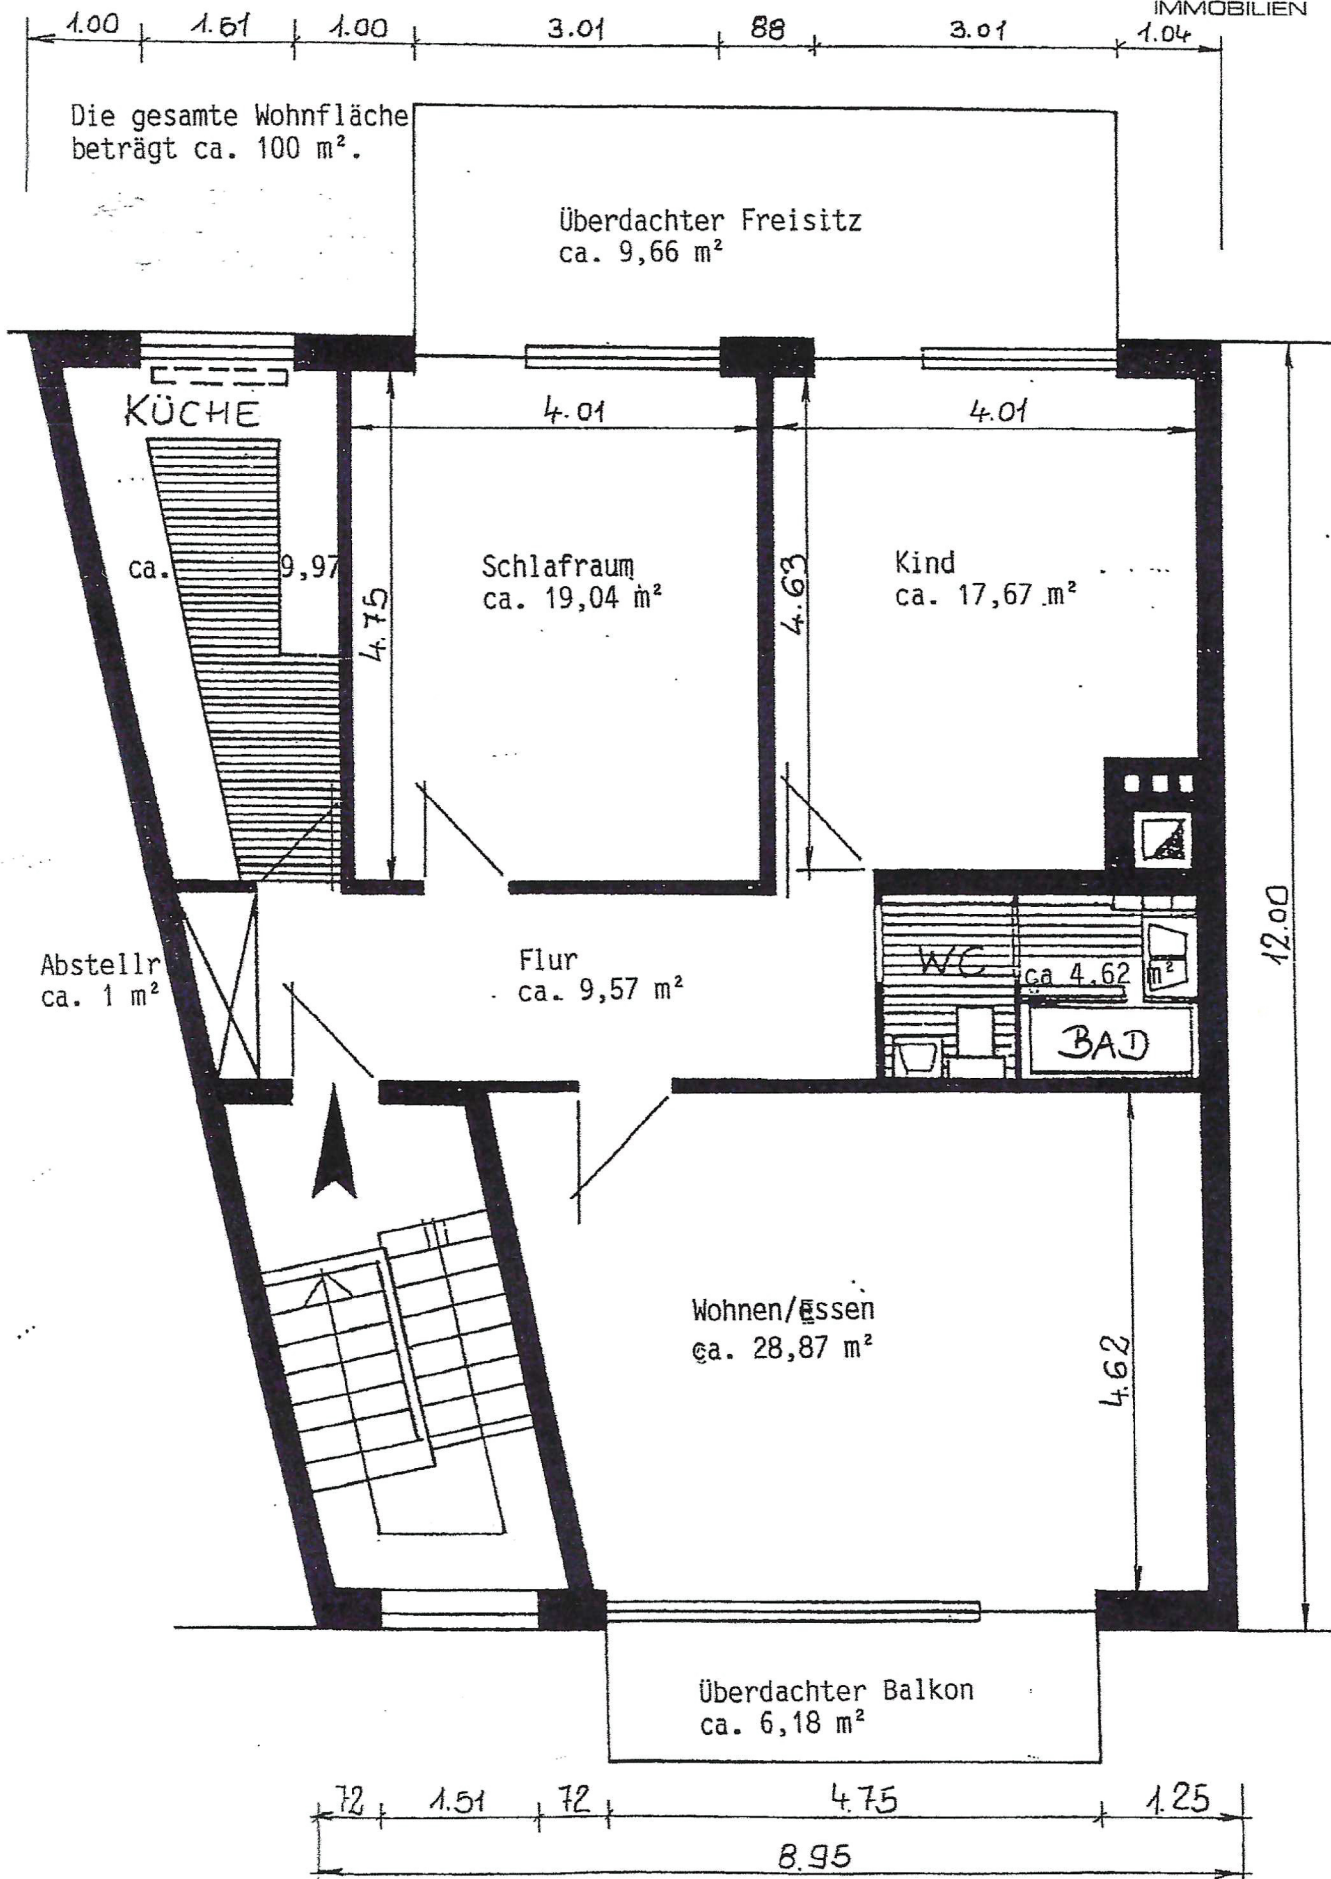 IMMOBILIEN
1.00 1.51 1.00 3.01 88 3.01 1.04
Die gesamte Wohnfläche
beträgt ca. 100 m².
Überdachter Freisitz
ca. 9,66 m²
KÜCHE
4.01
4.01
ca. 9,97
4.75
Schlafraum
ca. 19,04 m²
4.63
Kind
ca. 17,67 m²
12.00
Abstellr
ca. 1 m²
Flur
ca. 9,57 m²
WC
ca 4.62 m²
BAD
Wohnen/Essen
ca. 28,87 m²
4.62
Überdachter Balkon
ca. 6,18 m²
72 1.51 72 4.75 1.25
8.95